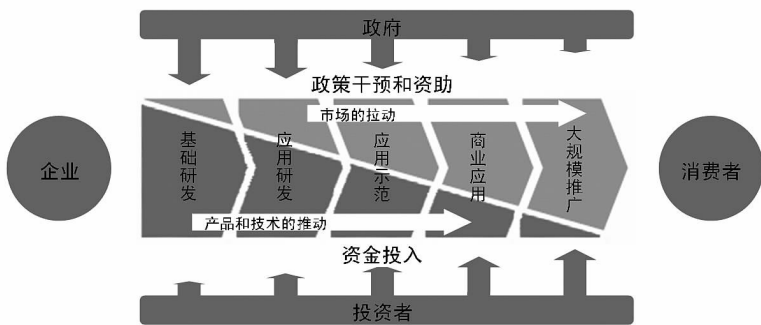 政府
政策干预和资助
市场的拉动
企业
基础研发
应用研发
应用示范
商业应用
大规模推广
消费者
产品和技术的推动
资金投入
投资者